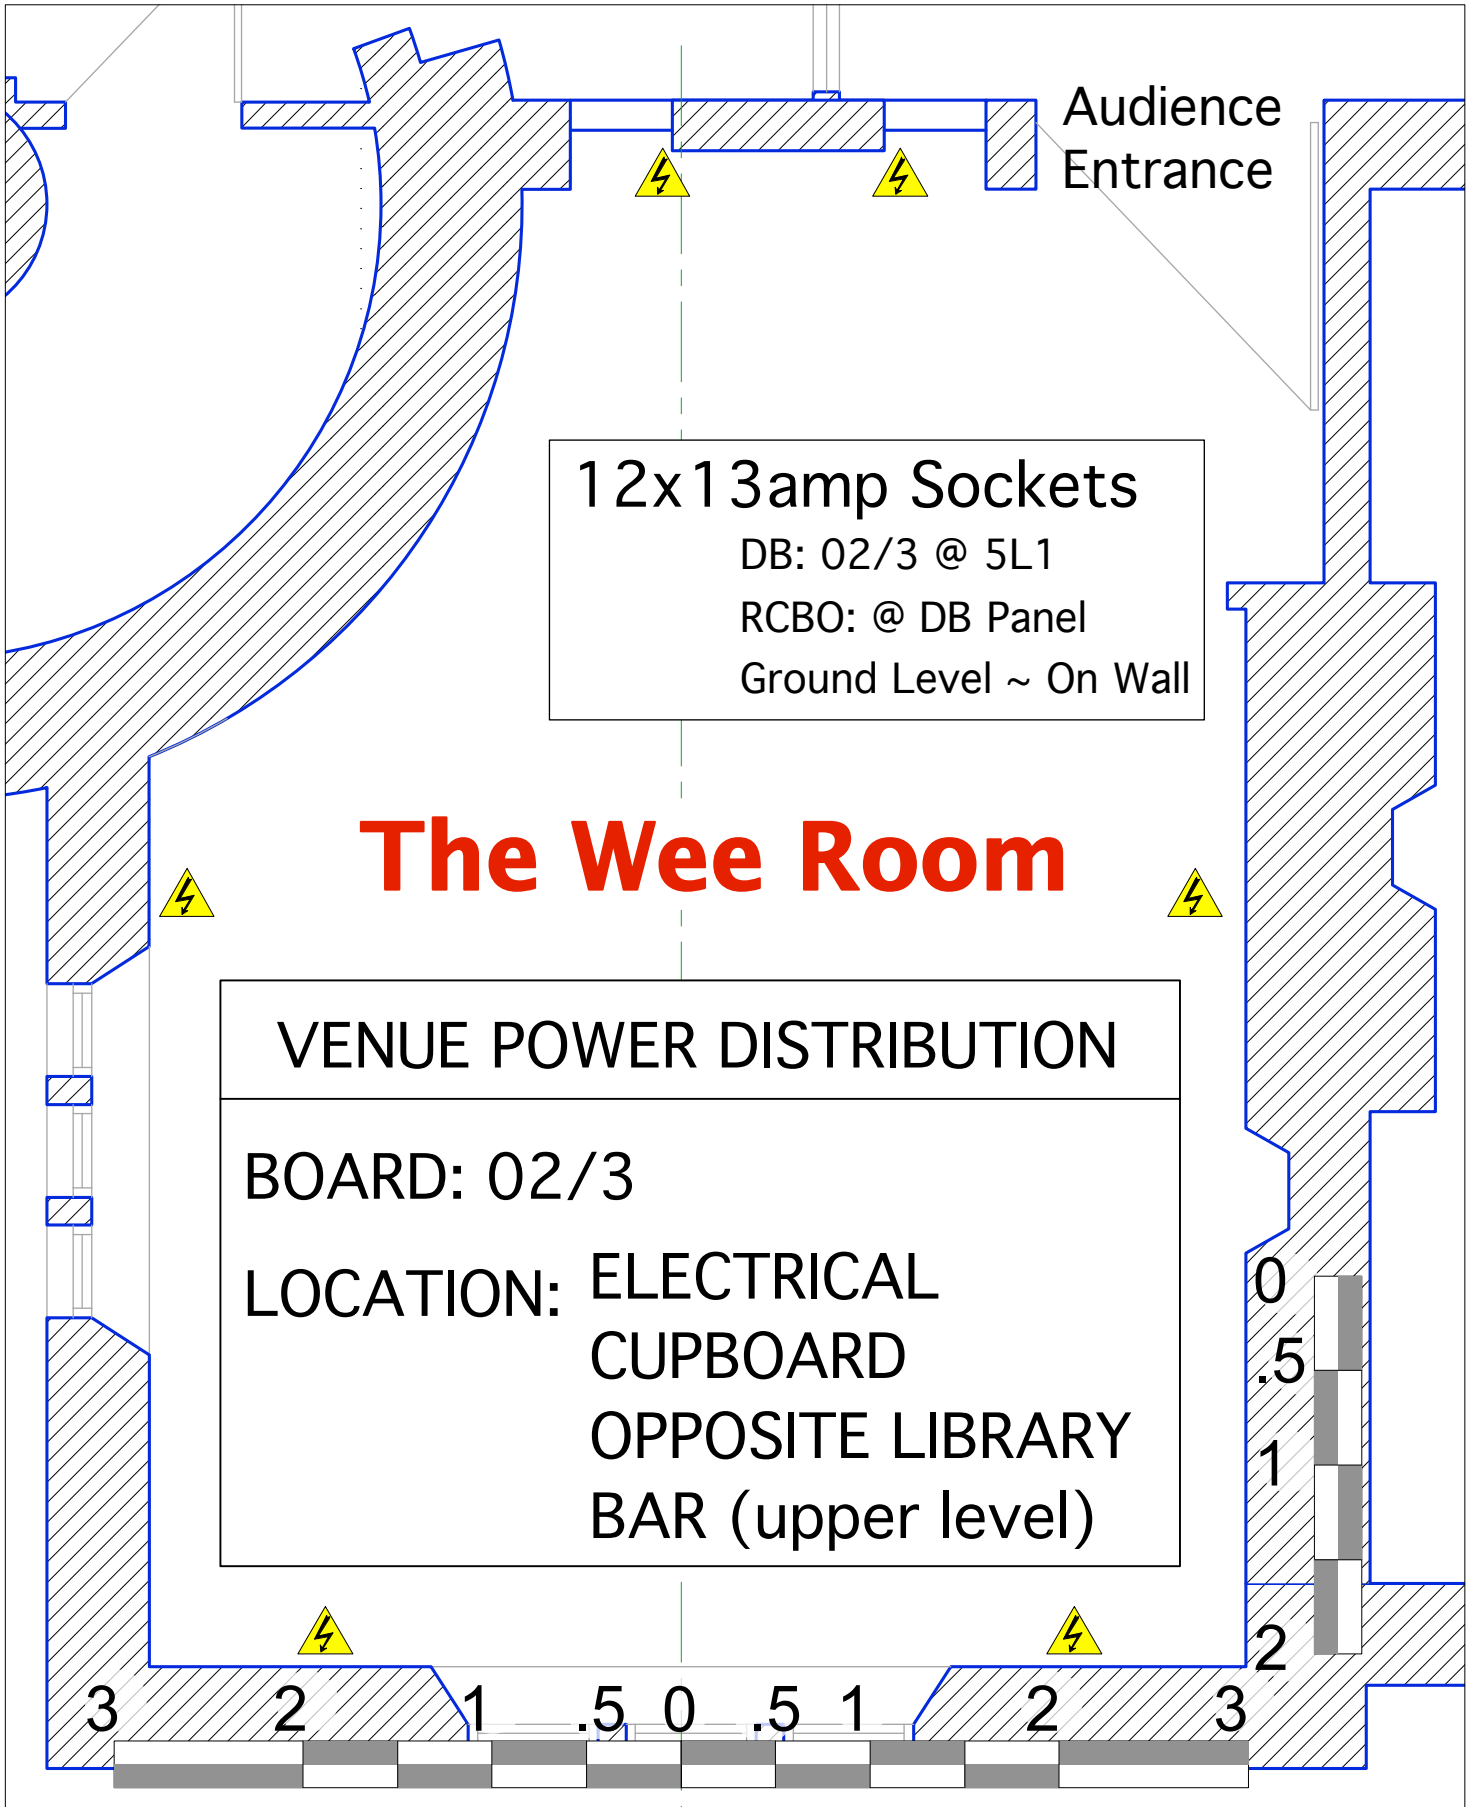 Audience
Entrance
12x13amp Sockets
DB: 02/3 @ 5L1
RCBO: @ DB Panel
Ground Level ~ On Wall
The Wee Room
VENUE POWER DISTRIBUTION
BOARD: 02/3
LOCATION: ELECTRICAL
CUPBOARD
OPPOSITE LIBRARY
BAR (upper level)
0
.5
1
2
3 2 1 .5 0 .5 1 2 3